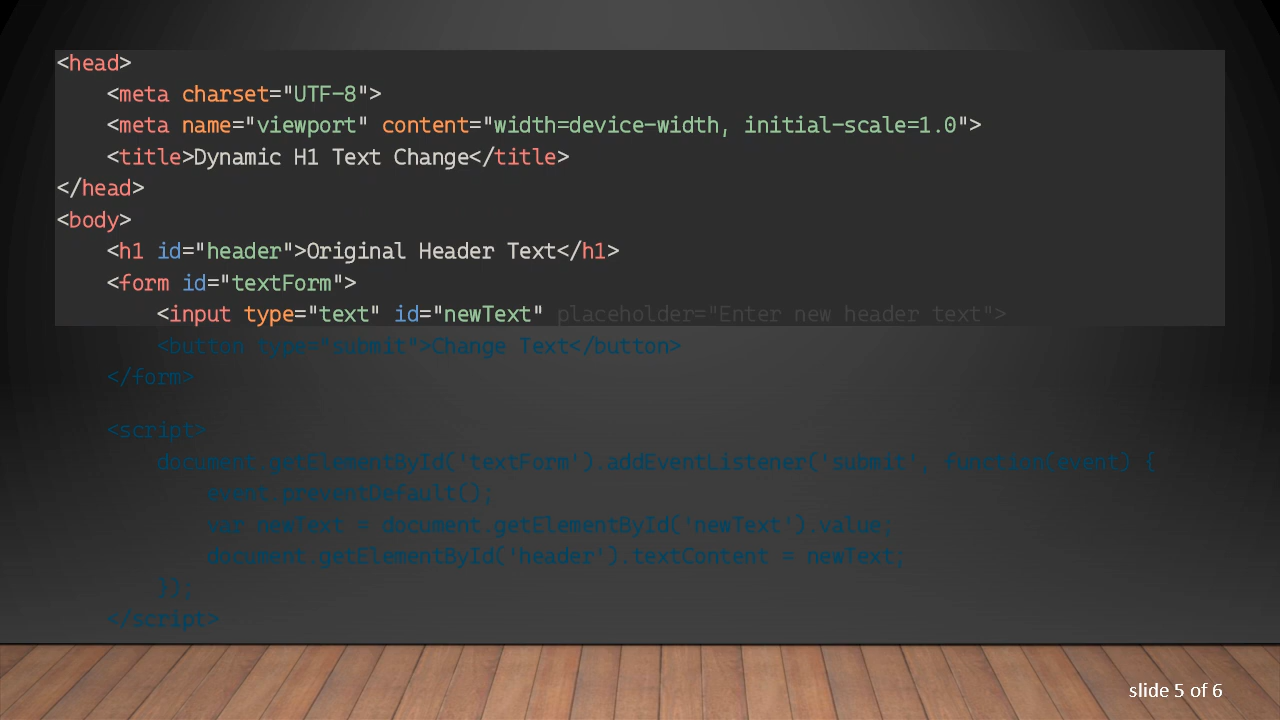 <head>
    <meta charset="UTF-8">
    <meta name="viewport" content="width=device-width, initial-scale=1.0">
    <title>Dynamic H1 Text Change</title>
</head>
<body>
    <h1 id="header">Original Header Text</h1>
    <form id="textForm">
        <input type="text" id="newText" placeholder="Enter new header text">
        <button type="submit">Change Text</button>
    </form>
    <script>
        document.getElementById('textForm').addEventListener('submit', function(event) {
            event.preventDefault();
            var newText = document.getElementById('newText').value;
            document.getElementById('header').textContent = newText;
        });
    </script>
slide 5 of 6